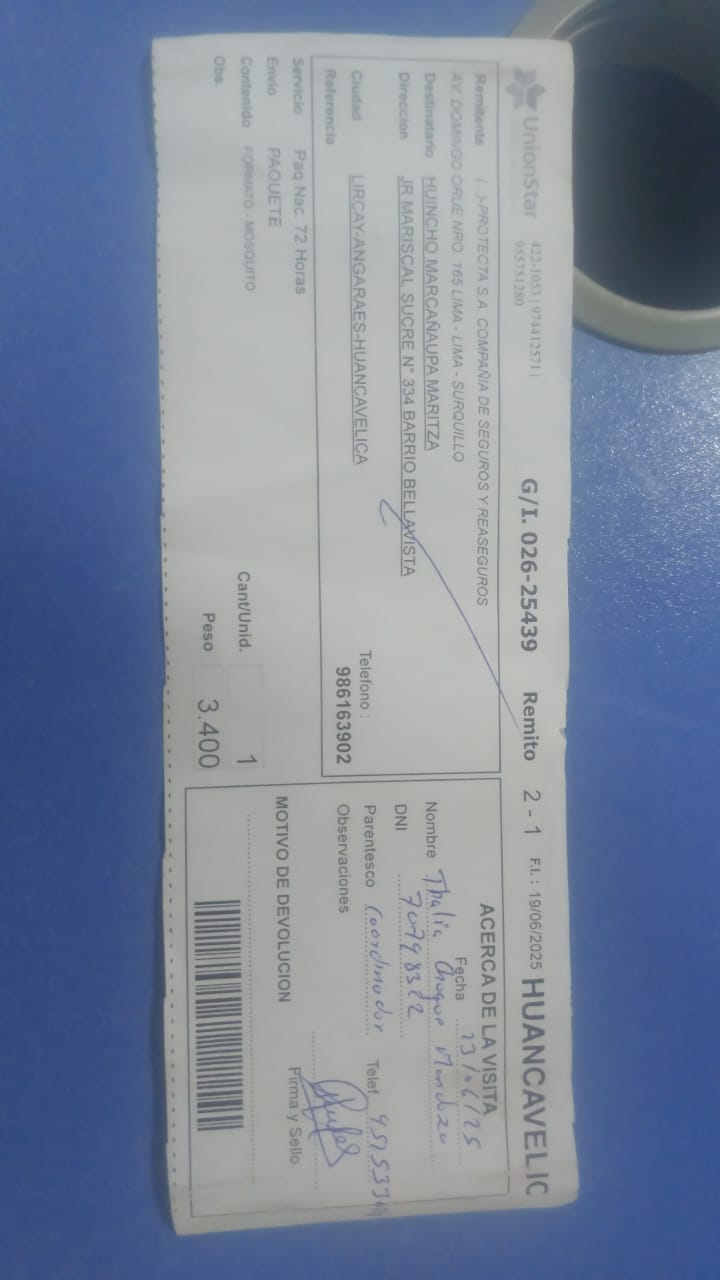 UnionStar
422-1053 | 974412571 |
955751280
G/I. 026-25439 Remito 2 - 1 F.I. : 19/06/2025 HUANCAVELIC
Remitente (...)-PROTECTA S.A. COMPAÑIA DE SEGUROS Y REASEGUROS
AV. DOMINGO ORUE NRO. 165 LIMA - LIMA - SURQUILLO
Destinatario HUINCHO MARCAÑAUPA MARITZA
Direccion JR MARISCAL SUCRE N° 334 BARRIO BELLAVISTA
Ciudad LIRCAY-ANGARAES-HUANCAVELICA
Telefono :
Referencia
986163902
Servicio Paq Nac. 72 Horas
Envio PAQUETE
Contenido FORMATO - MOSQUITO
Cant/Unid. 1
Obs.
Peso 3.400
ACERCA DE LA VISITA
Fecha 23/06/25
Nombre Thalia Mendoza
DNI
Parentesco Coordinador Telef.
Observaciones
Firma y Sello
MOTIVO DE DEVOLUCION